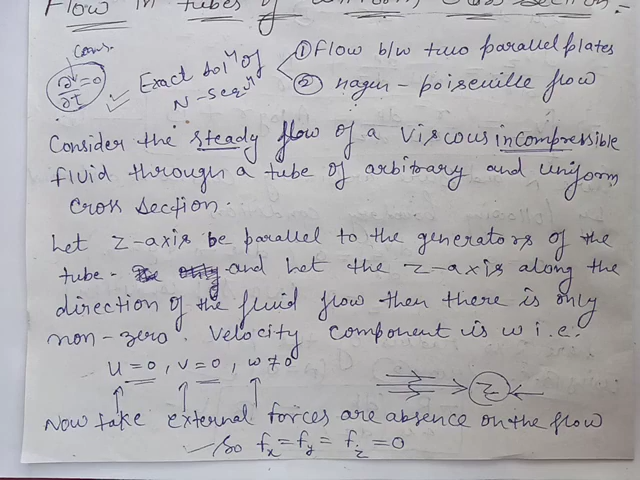 Flow in tubes of uniform cross section :-
cons.
∂/∂t = 0
Exact solⁿ of
N-S eqⁿ
① Flow b/w two parallel plates
② hagen - poiseuille flow
Consider the steady flow of a viscous incompressible
fluid through a tube of arbitrary and uniform
cross section.
Let z-axis be parallel to the generators of the
tube - and let the z-axis along the
direction of the fluid flow then there is only
non-zero. velocity component is w i.e.
u=0, v=0, w≠0
z
Now take external forces are absence on the flow
So fx = fy = fz = 0